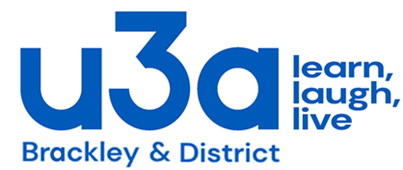 u3a
learn,
laugh,
live
Brackley & District